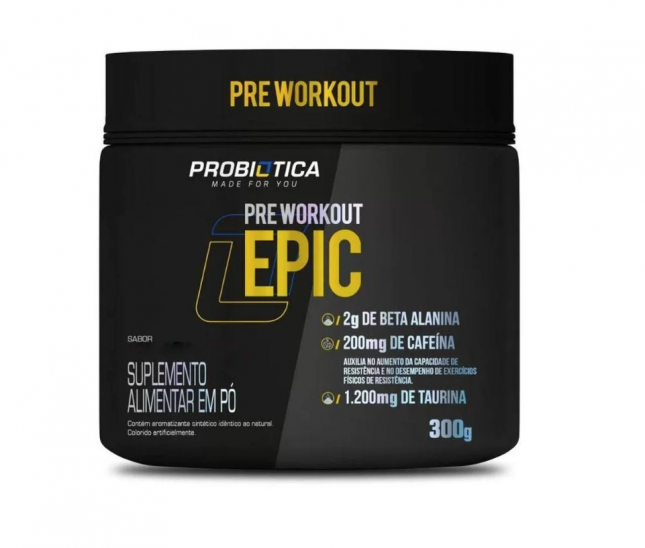 PRE WORKOUT
PROBIÓTICA
MADE FOR YOU
PRE WORKOUT
EPIC
2g DE BETA ALANINA
200mg DE CAFEÍNA
AUXILIA NO AUMENTO DA CAPACIDADE DE
RESISTÊNCIA E NO DESEMPENHO DE EXERCÍCIOS
FÍSICOS DE RESISTÊNCIA.
1.200mg DE TAURINA
SABOR
SUPLEMENTO
ALIMENTAR EM PÓ
Contém aromatizante sintético idêntico ao natural.
Colorido artificialmente.
300g